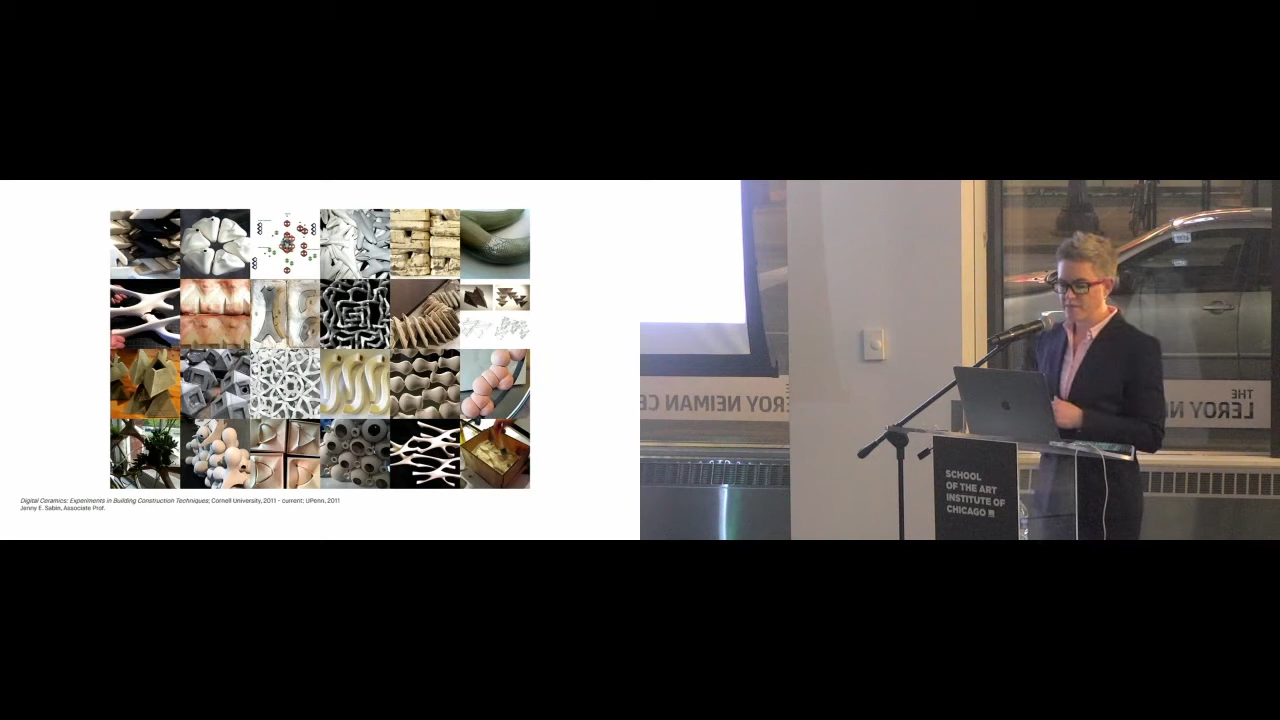 Digital Ceramics: Experiments in Building Construction Techniques; Cornell University, 2011 - current; UPenn, 2011
Jenny E. Sabin, Associate Prof.
LEROY NEIMAN CE
THE
LEROY N
SCHOOL
OF THE ART
INSTITUTE OF
CHICAGO